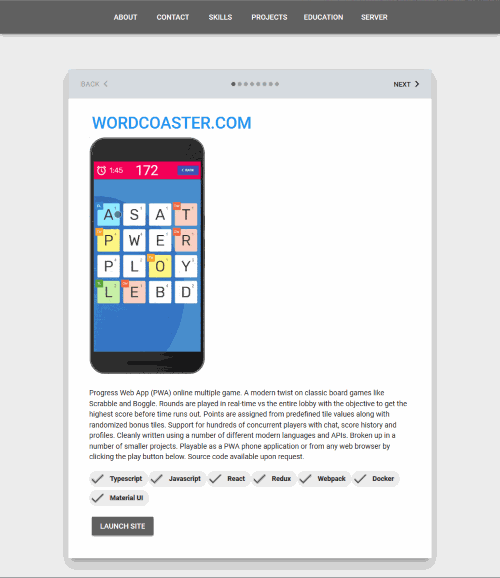 ABOUT CONTACT SKILLS PROJECTS EDUCATION SERVER
BACK NEXT
WORDCOASTER.COM
1:45 172
A S A T
P W E R
P L O Y
L E B D
Progress Web App (PWA) online multiple game. A modern twist on classic board games like
Scrabble and Boggle. Rounds are played in real-time vs the entire lobby with the objective to get the
highest score before time runs out. Points are assigned from predefined tile values along with
randomized bonus tiles. Support for hundreds of concurrent players with chat, score history and
profiles. Cleanly written using a number of different modern languages and APIs. Broken up in a
number of smaller projects. Playable as a PWA phone application or from any web browser by
clicking the play button below. Source code available upon request.
Typescript Javascript React Redux Webpack Docker
Material UI
LAUNCH SITE